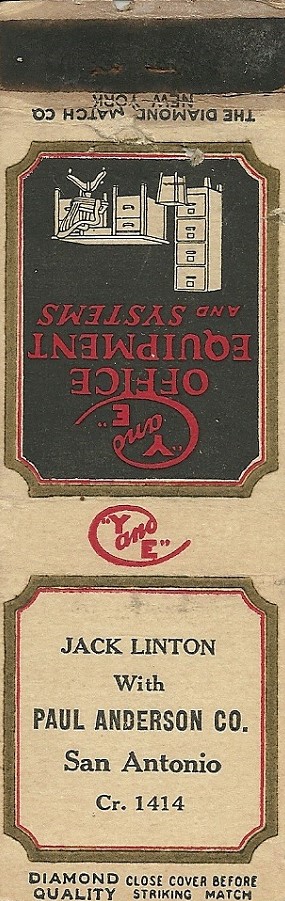 THE DIAMOND MATCH CO.
NEW YORK
"Y and E"
OFFICE
EQUIPMENT
AND SYSTEMS
"Y and E"
JACK LINTON
With
PAUL ANDERSON CO.
San Antonio
Cr. 1414
DIAMOND QUALITY
CLOSE COVER BEFORE STRIKING MATCH